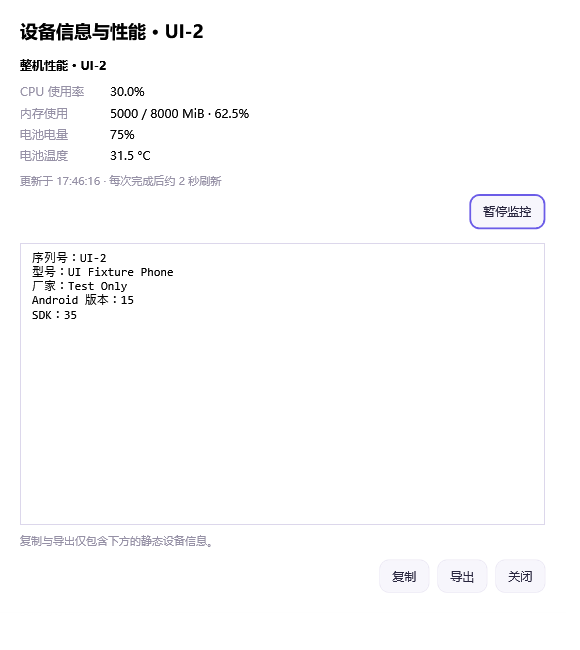 设备信息与性能 • UI-2
整机性能 • UI-2
CPU 使用率 30.0%
内存使用 5000 / 8000 MiB · 62.5%
电池电量 75%
电池温度 31.5 °C
更新于 17:46:16 · 每次完成后约 2 秒刷新
暂停监控
序列号：UI-2
型号：UI Fixture Phone
厂家：Test Only
Android 版本：15
SDK：35
复制与导出仅包含下方的静态设备信息。
复制 导出 关闭